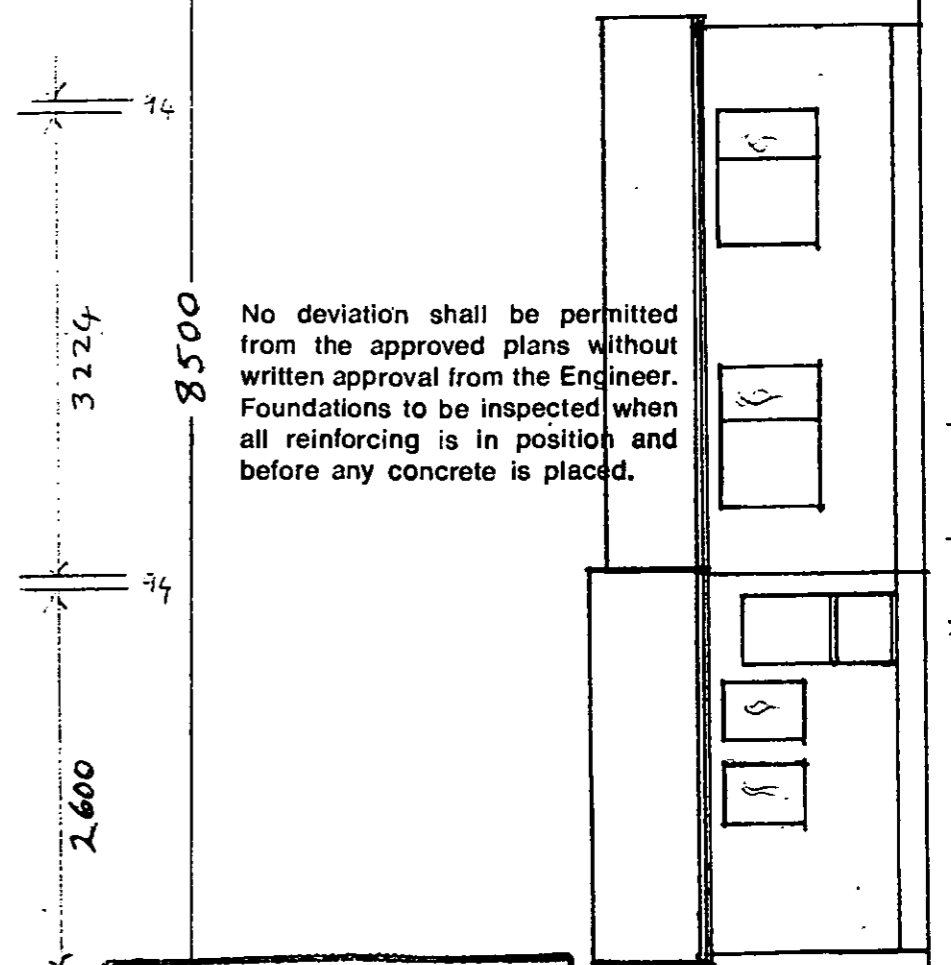 94
3224
8500
No deviation shall be permitted
from the approved plans without
written approval from the Engineer.
Foundations to be inspected when
all reinforcing is in position and
before any concrete is placed.
94
2600